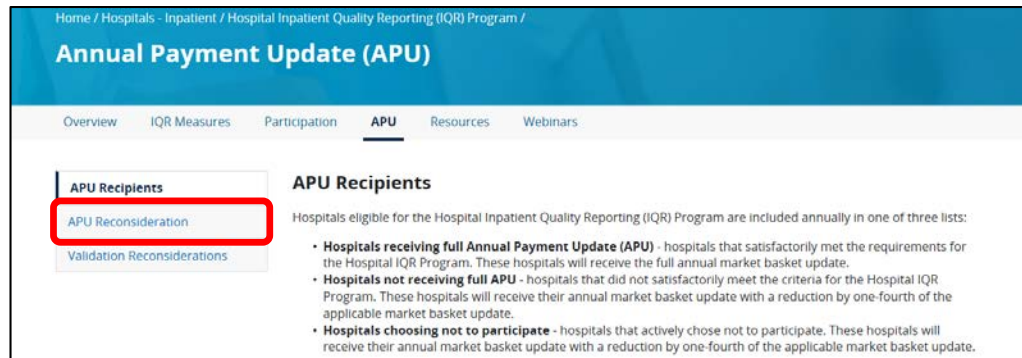 Home / Hospitals - Inpatient / Hospital Inpatient Quality Reporting (IQR) Program /
Annual Payment Update (APU)
Overview IQR Measures Participation APU Resources Webinars
APU Recipients
APU Reconsideration
Validation Reconsiderations
APU Recipients
Hospitals eligible for the Hospital Inpatient Quality Reporting (IQR) Program are included annually in one of three lists:
• Hospitals receiving full Annual Payment Update (APU) - hospitals that satisfactorily met the requirements for
the Hospital IQR Program. These hospitals will receive the full annual market basket update.
• Hospitals not receiving full APU - hospitals that did not satisfactorily meet the criteria for the Hospital IQR
Program. These hospitals will receive their annual market basket update with a reduction by one-fourth of the
applicable market basket update.
• Hospitals choosing not to participate - hospitals that actively chose not to participate. These hospitals will
receive their annual market basket update with a reduction by one-fourth of the applicable market basket update.